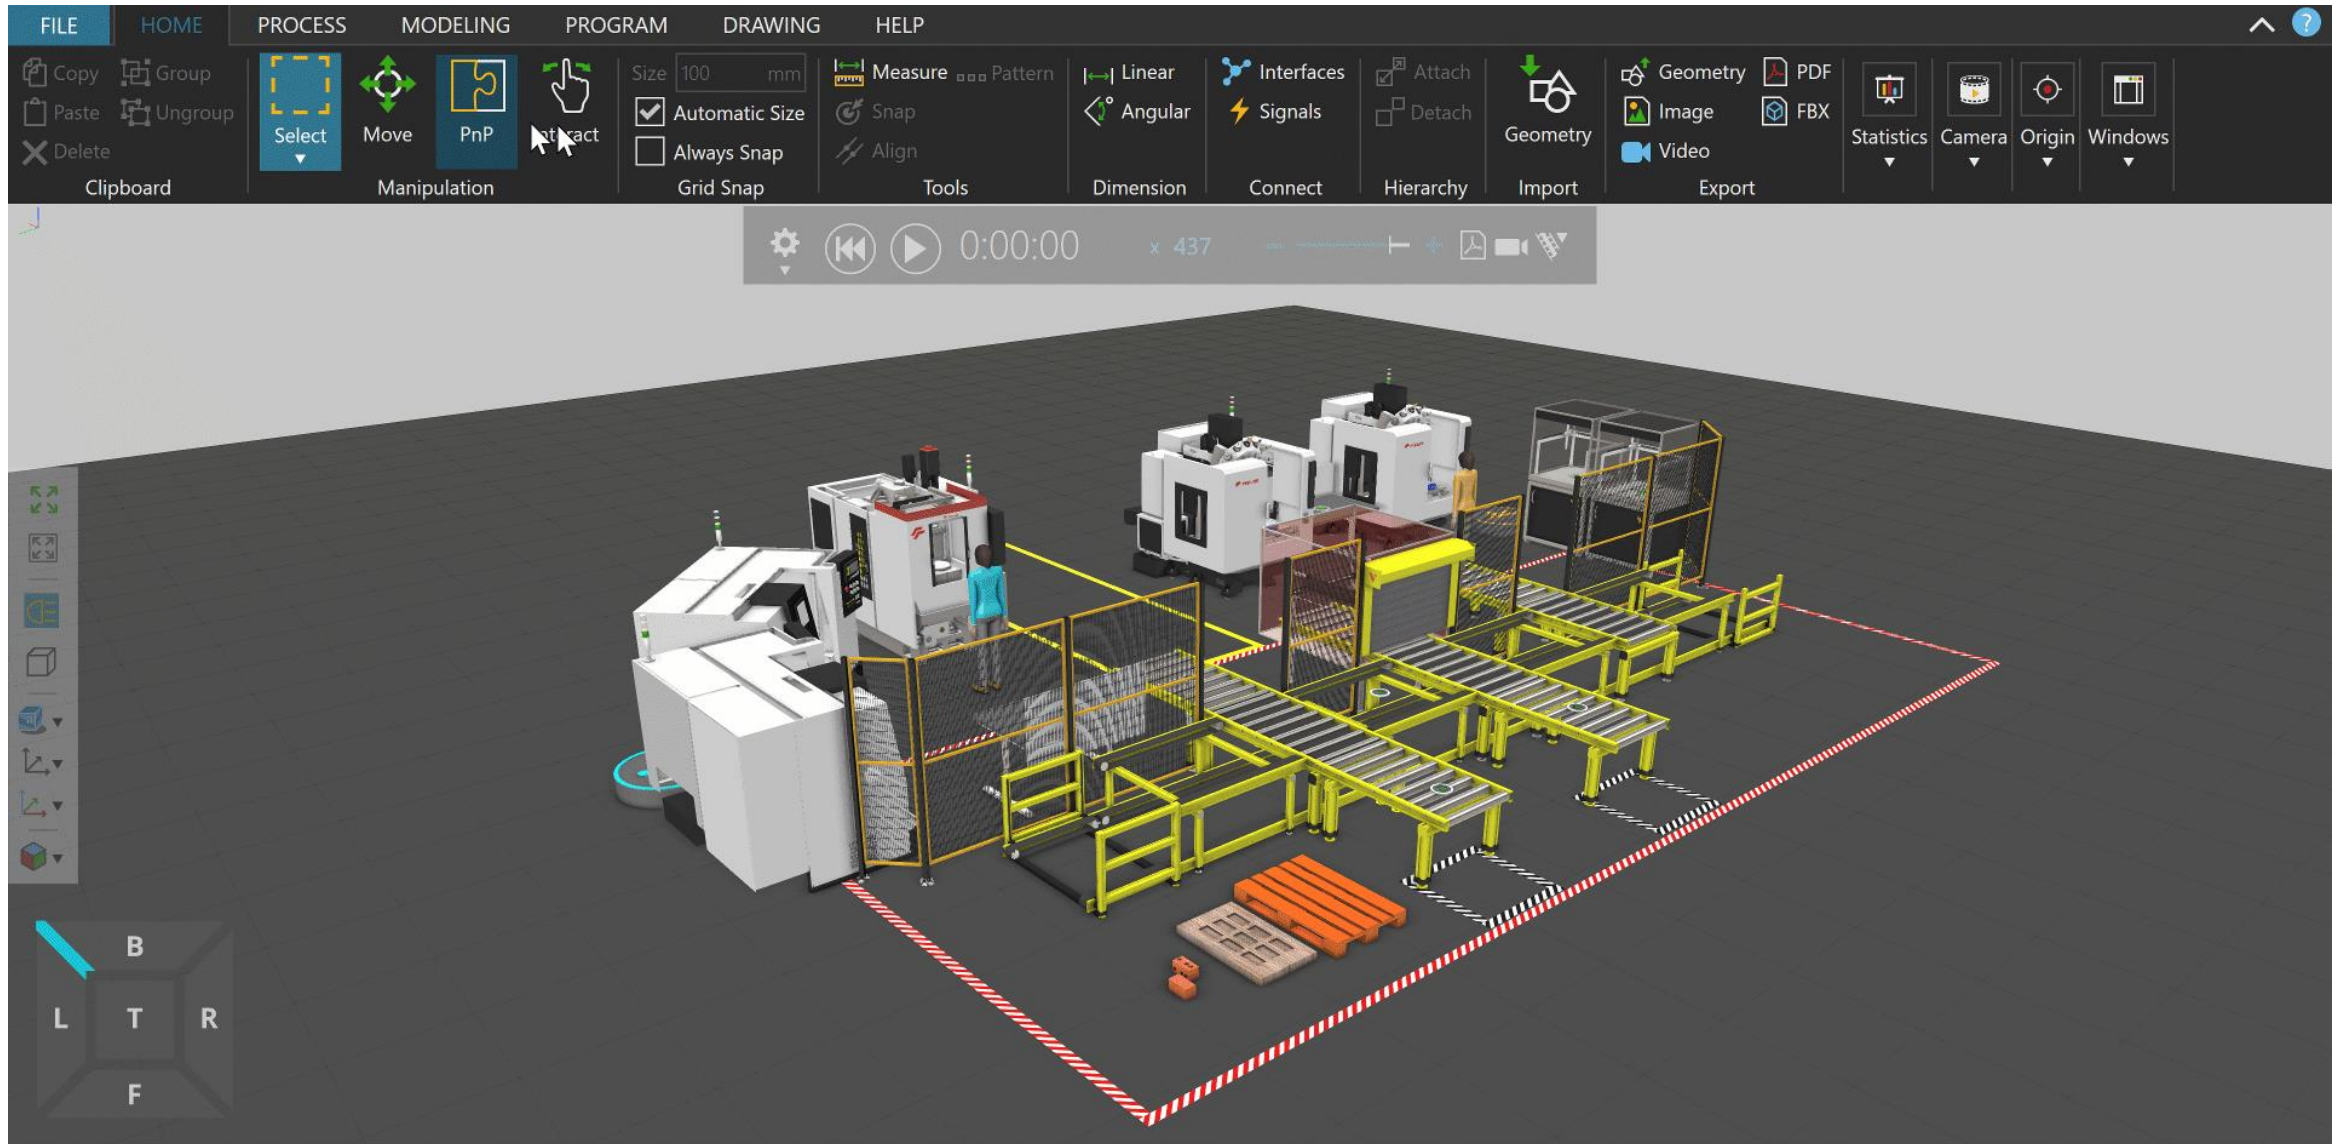 FILE HOME PROCESS MODELING PROGRAM DRAWING HELP
Copy Group Size 100 mm Measure Pattern Linear Interfaces Attach Geometry PDF
Paste Ungroup Automatic Size Snap Angular Signals Detach Image FBX
Select Move PnP Geometry Statistics Camera Origin Windows
Delete Always Snap Align Video
Clipboard Manipulation Grid Snap Tools Dimension Connect Hierarchy Import Export
0:00:00 x 437
B
L T R
F